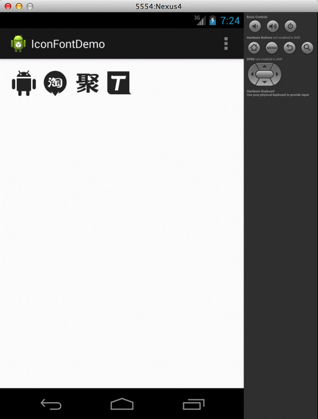 5554:Nexus4
3G 7:24
IconFontDemo
淘 聚 T
Basic Controls
Hardware Buttons not enabled in AVD
MENU
DPAD not enabled in AVD
Hardware Keyboard
Use your physical keyboard to provide input